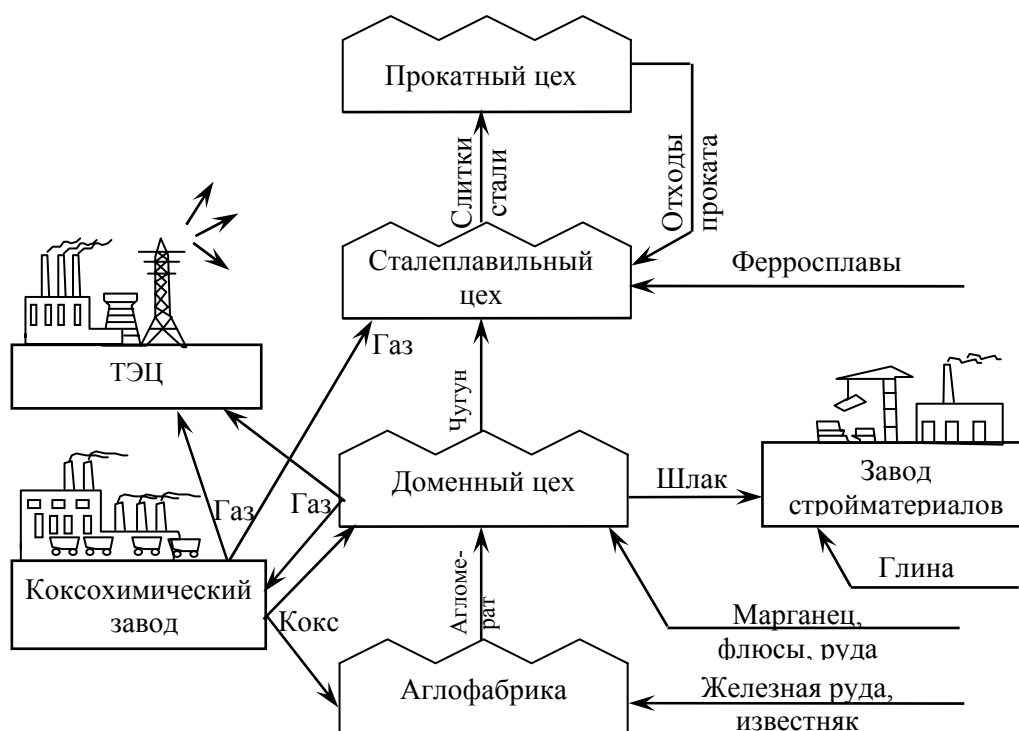 Прокатный цех
Слитки
стали
Отходы
проката
Сталеплавильный
цех
Ферросплавы
ТЭЦ
Газ
Чугун
Доменный цех
Шлак
Завод
стройматериалов
Газ
Газ
Глина
Коксохимический
завод
Кокс
Агломе-
рат
Марганец,
флюсы, руда
Аглофабрика
Железная руда,
известняк